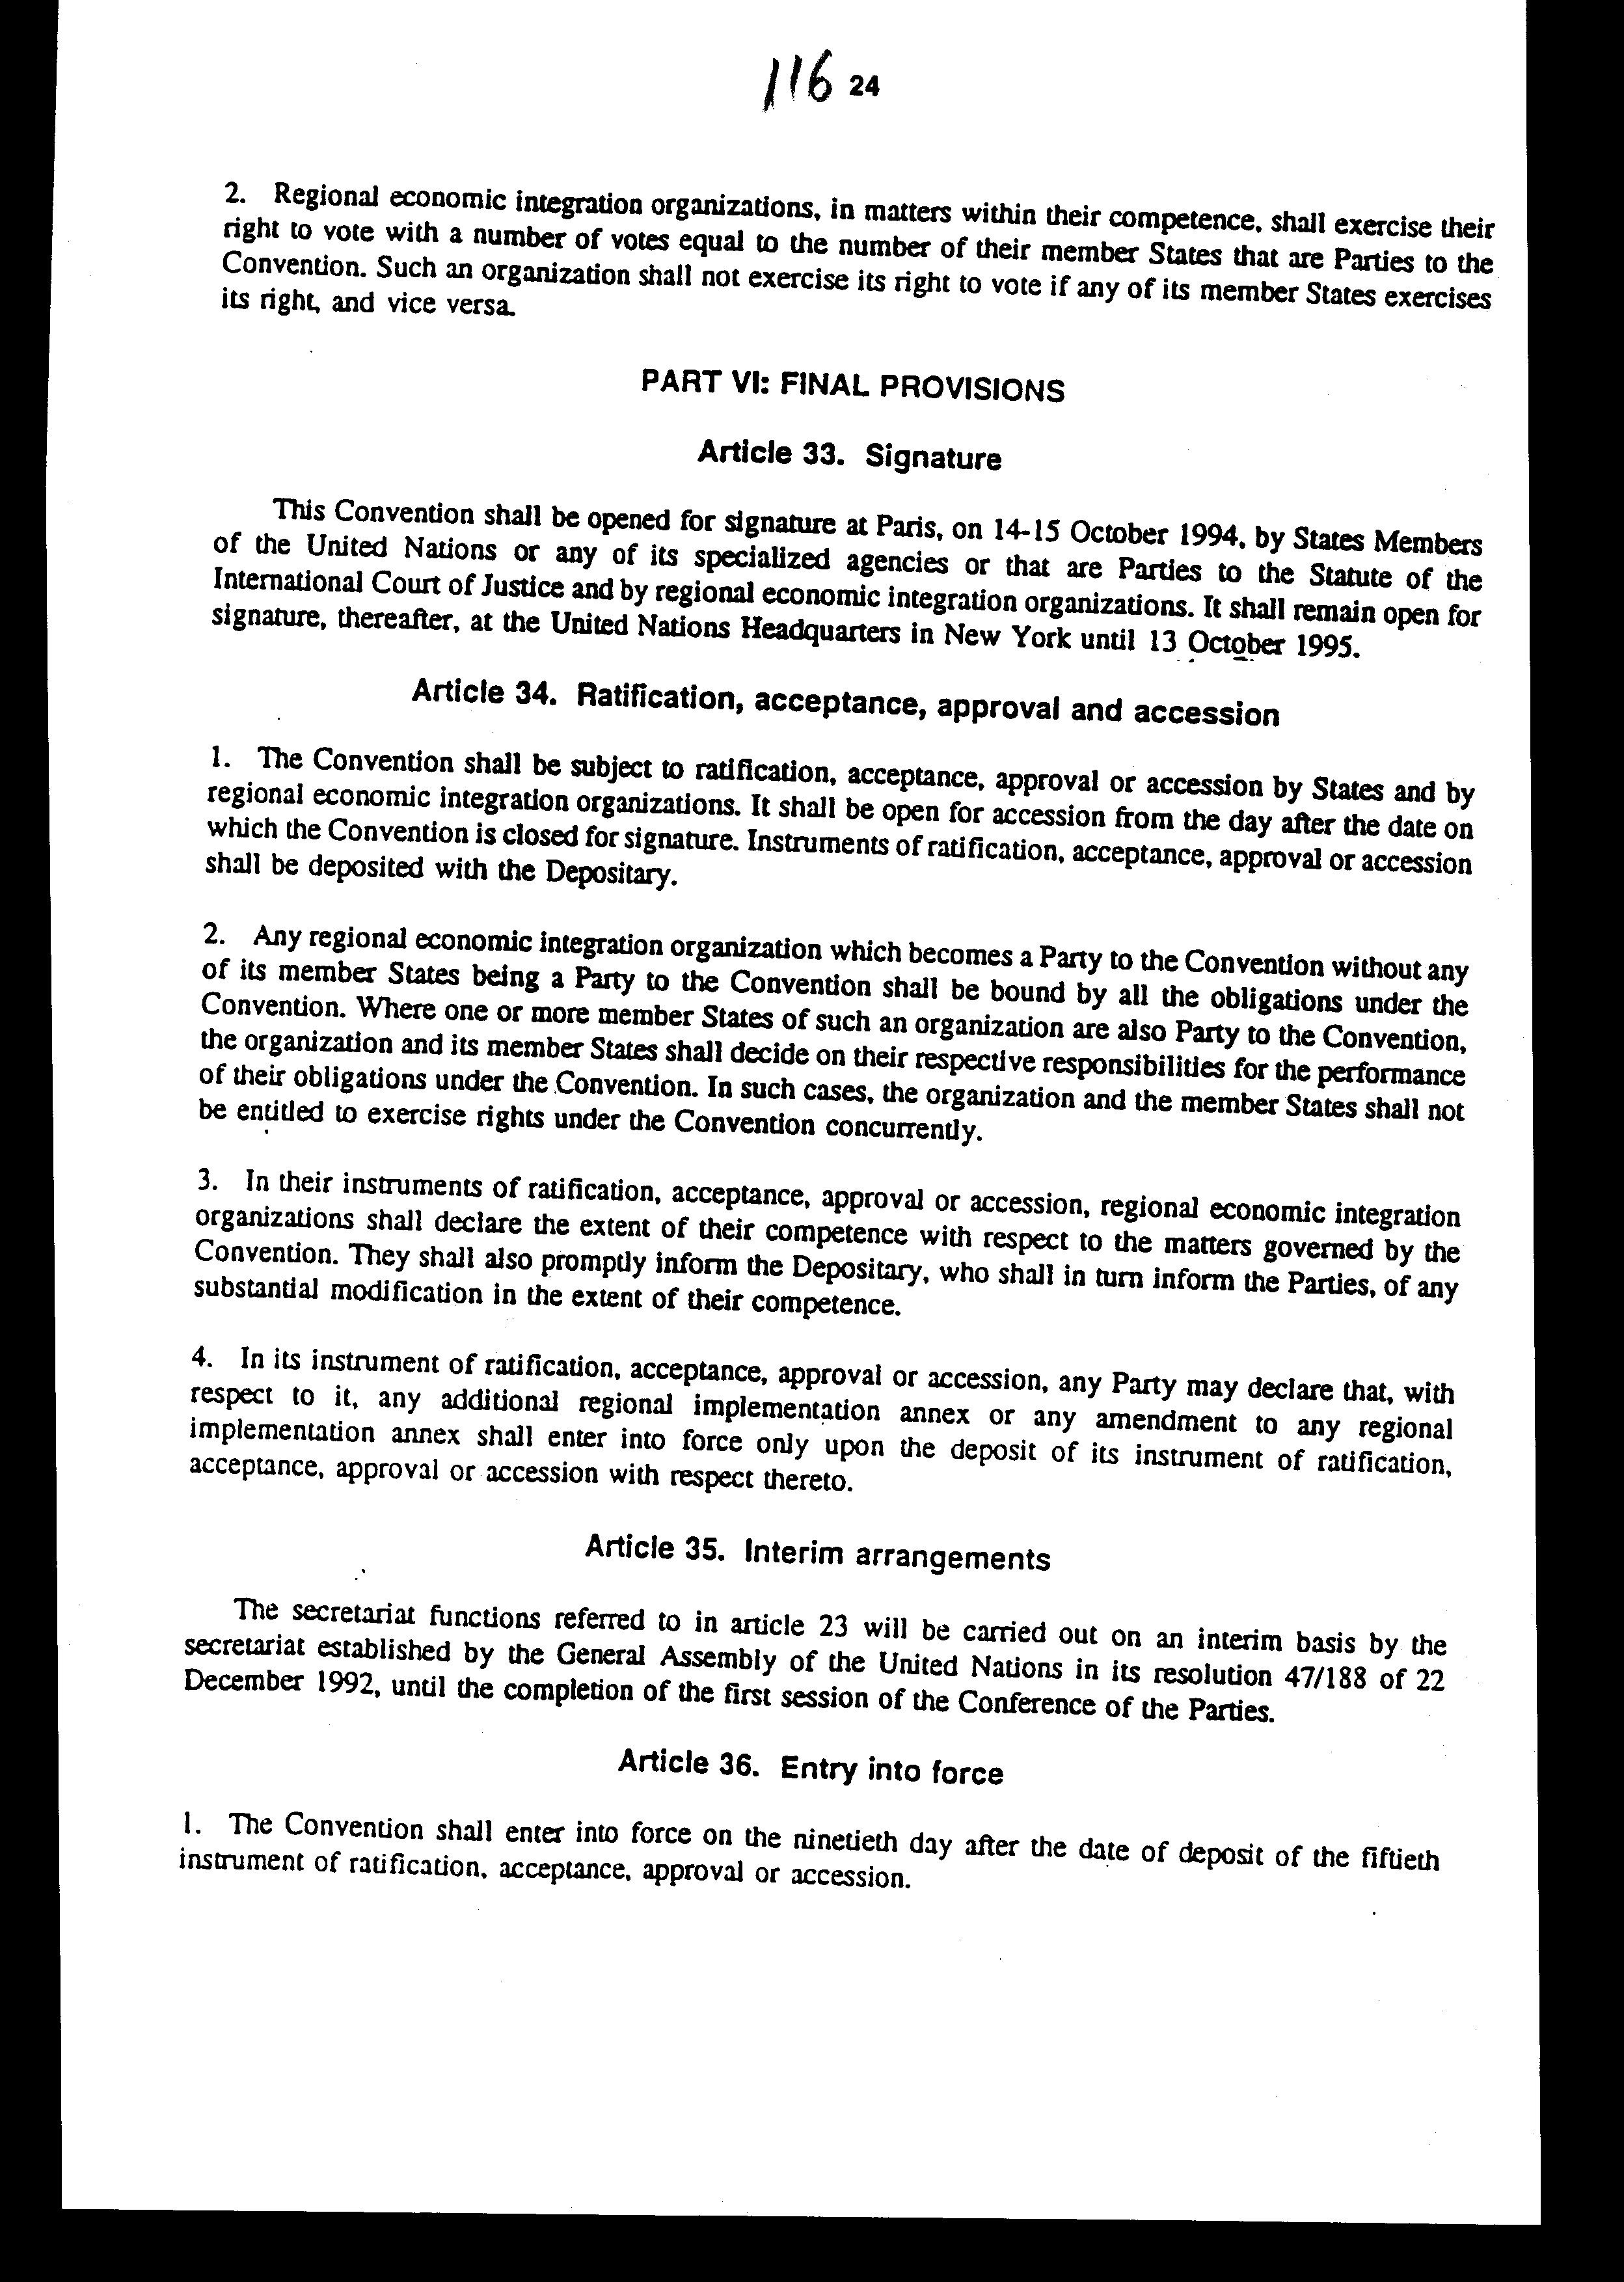 116 24
2. Regional economic integration organizations, in matters within their competence, shall exercise their
right to vote with a number of votes equal to the number of their member States that are Parties to the
Convention. Such an organization shall not exercise its right to vote if any of its member States exercises
its right, and vice versa.
PART VI: FINAL PROVISIONS
Article 33. Signature
This Convention shall be opened for signature at Paris, on 14-15 October 1994, by States Members
of the United Nations or any of its specialized agencies or that are Parties to the Statute of the
International Court of Justice and by regional economic integration organizations. It shall remain open for
signature, thereafter, at the United Nations Headquarters in New York until 13 October 1995.
Article 34. Ratification, acceptance, approval and accession
1. The Convention shall be subject to ratification, acceptance, approval or accession by States and by
regional economic integration organizations. It shall be open for accession from the day after the date on
which the Convention is closed for signature. Instruments of ratification, acceptance, approval or accession
shall be deposited with the Depositary.
2. Any regional economic integration organization which becomes a Party to the Convention without any
of its member States being a Party to the Convention shall be bound by all the obligations under the
Convention. Where one or more member States of such an organization are also Party to the Convention,
the organization and its member States shall decide on their respective responsibilities for the performance
of their obligations under the Convention. In such cases, the organization and the member States shall not
be entitled to exercise rights under the Convention concurrently.
3. In their instruments of ratification, acceptance, approval or accession, regional economic integration
organizations shall declare the extent of their competence with respect to the matters governed by the
Convention. They shall also promptly inform the Depositary, who shall in turn inform the Parties, of any
substantial modification in the extent of their competence.
4. In its instrument of ratification, acceptance, approval or accession, any Party may declare that, with
respect to it, any additional regional implementation annex or any amendment to any regional
implementation annex shall enter into force only upon the deposit of its instrument of ratification,
acceptance, approval or accession with respect thereto.
Article 35. Interim arrangements
The secretariat functions referred to in article 23 will be carried out on an interim basis by the
secretariat established by the General Assembly of the United Nations in its resolution 47/188 of 22
December 1992, until the completion of the first session of the Conference of the Parties.
Article 36. Entry into force
1. The Convention shall enter into force on the ninetieth day after the date of deposit of the fiftieth
instrument of ratification, acceptance, approval or accession.